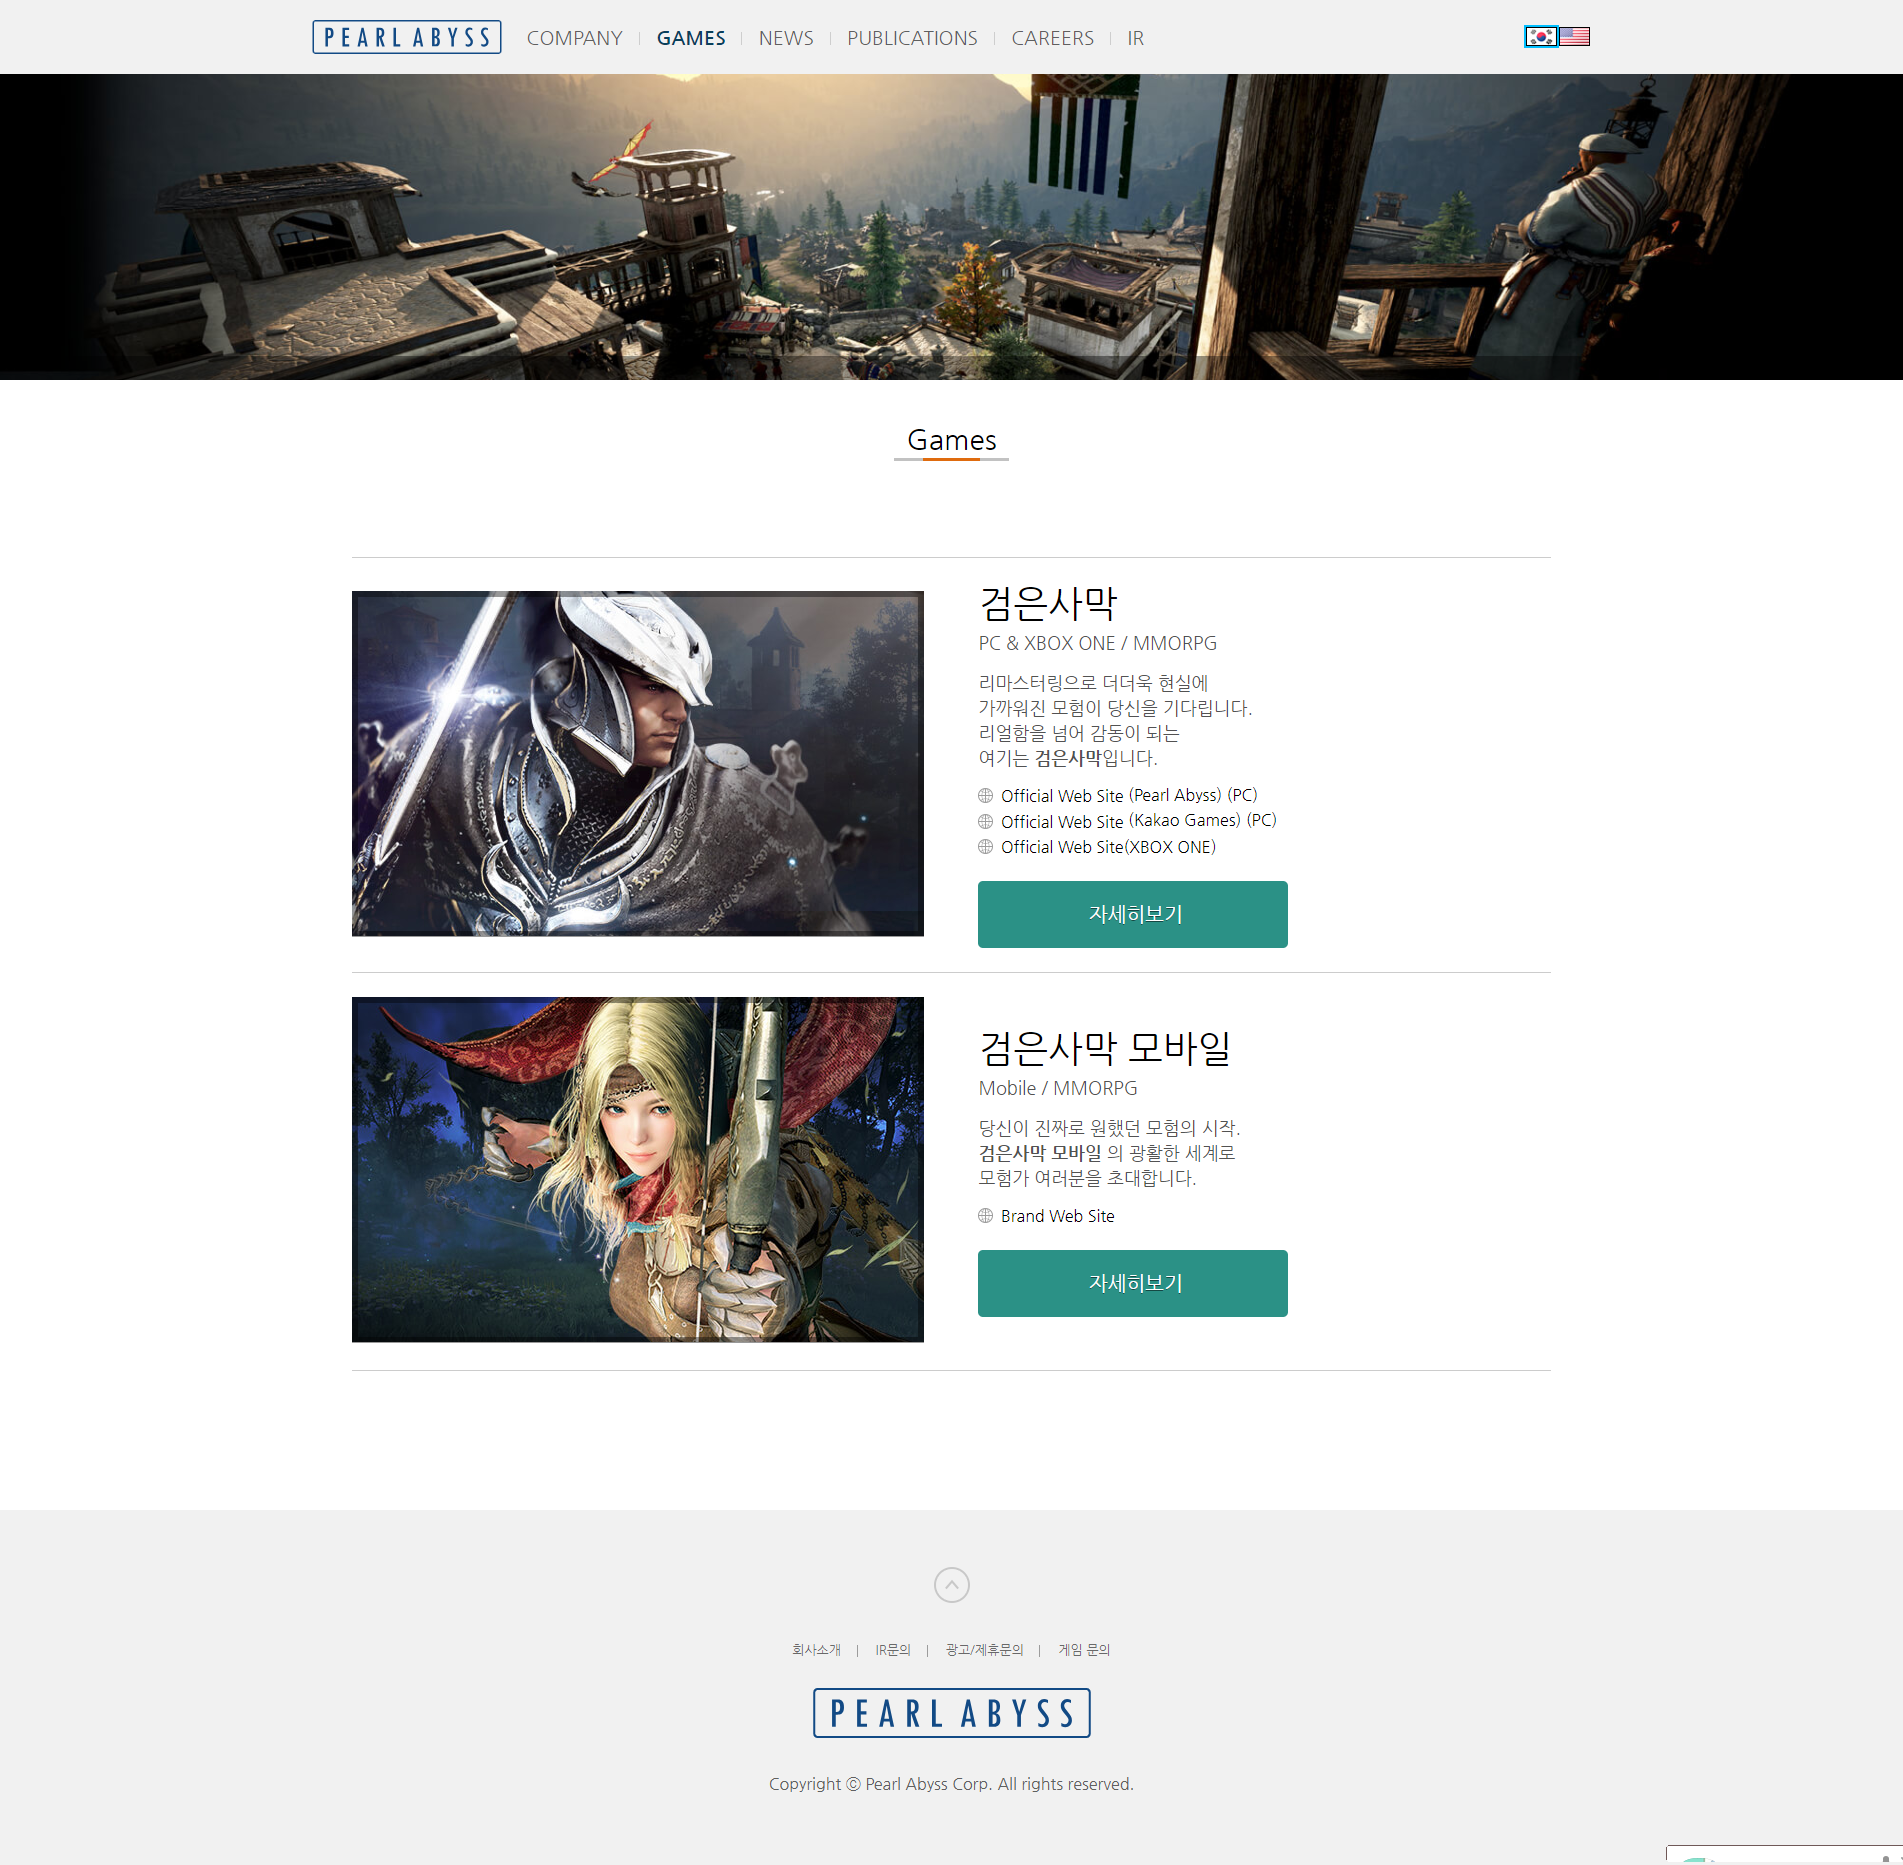 PEARL ABYSS
COMPANY
GAMES
NEWS
PUBLICATIONS
CAREERS
IR
Games
검은사막
PC & XBOX ONE / MMORPG
리마스터링으로 더더욱 현실에
가까워진 모험이 당신을 기다립니다.
리얼함을 넘어 감동이 되는
여기는 검은사막입니다.
Official Web Site (Pearl Abyss) (PC)
Official Web Site (Kakao Games) (PC)
Official Web Site(XBOX ONE)
자세히보기
검은사막 모바일
Mobile / MMORPG
당신이 진짜로 원했던 모험의 시작.
검은사막 모바일 의 광활한 세계로
모험가 여러분을 초대합니다.
Brand Web Site
자세히보기
회사소개 | IR문의 | 광고/제휴문의 | 게임 문의
PEARL ABYSS
Copyright ⓒ Pearl Abyss Corp. All rights reserved.